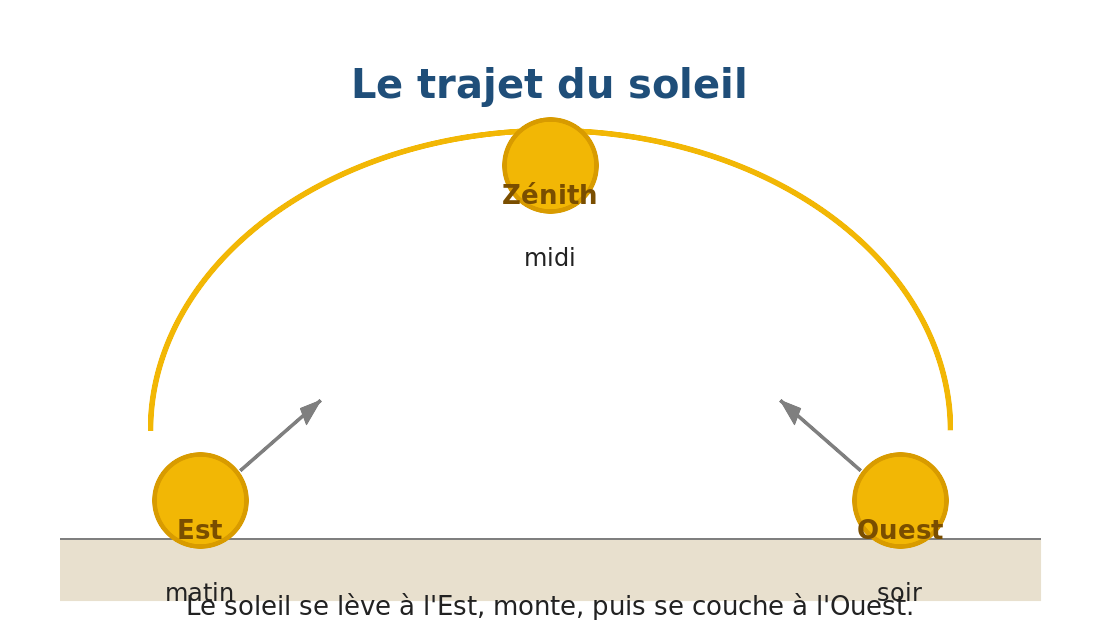 Le trajet du soleil
Zénith
midi
Est
Ouest
matin
soir
Le soleil se lève à l'Est, monte, puis se couche à l'Ouest.